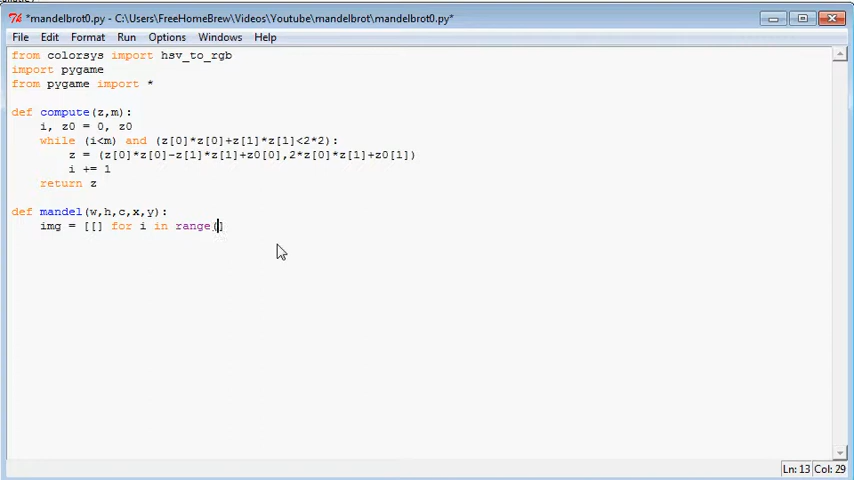 *mandelbrot0.py - C:\Users\FreeHomeBrew\Videos\Youtube\mandelbrot\mandelbrot0.py*
File Edit Format Run Options Windows Help
from colorsys import hsv_to_rgb
import pygame
from pygame import *
def compute(z,m):
    i, z0 = 0, z0
    while (i<m) and (z[0]*z[0]+z[1]*z[1]<2*2):
        z = (z[0]*z[0]-z[1]*z[1]+z0[0],2*z[0]*z[1]+z0[1])
        i += 1
    return z
def mandel(w,h,c,x,y):
    img = [[] for i in range(]
Ln: 13 Col: 29